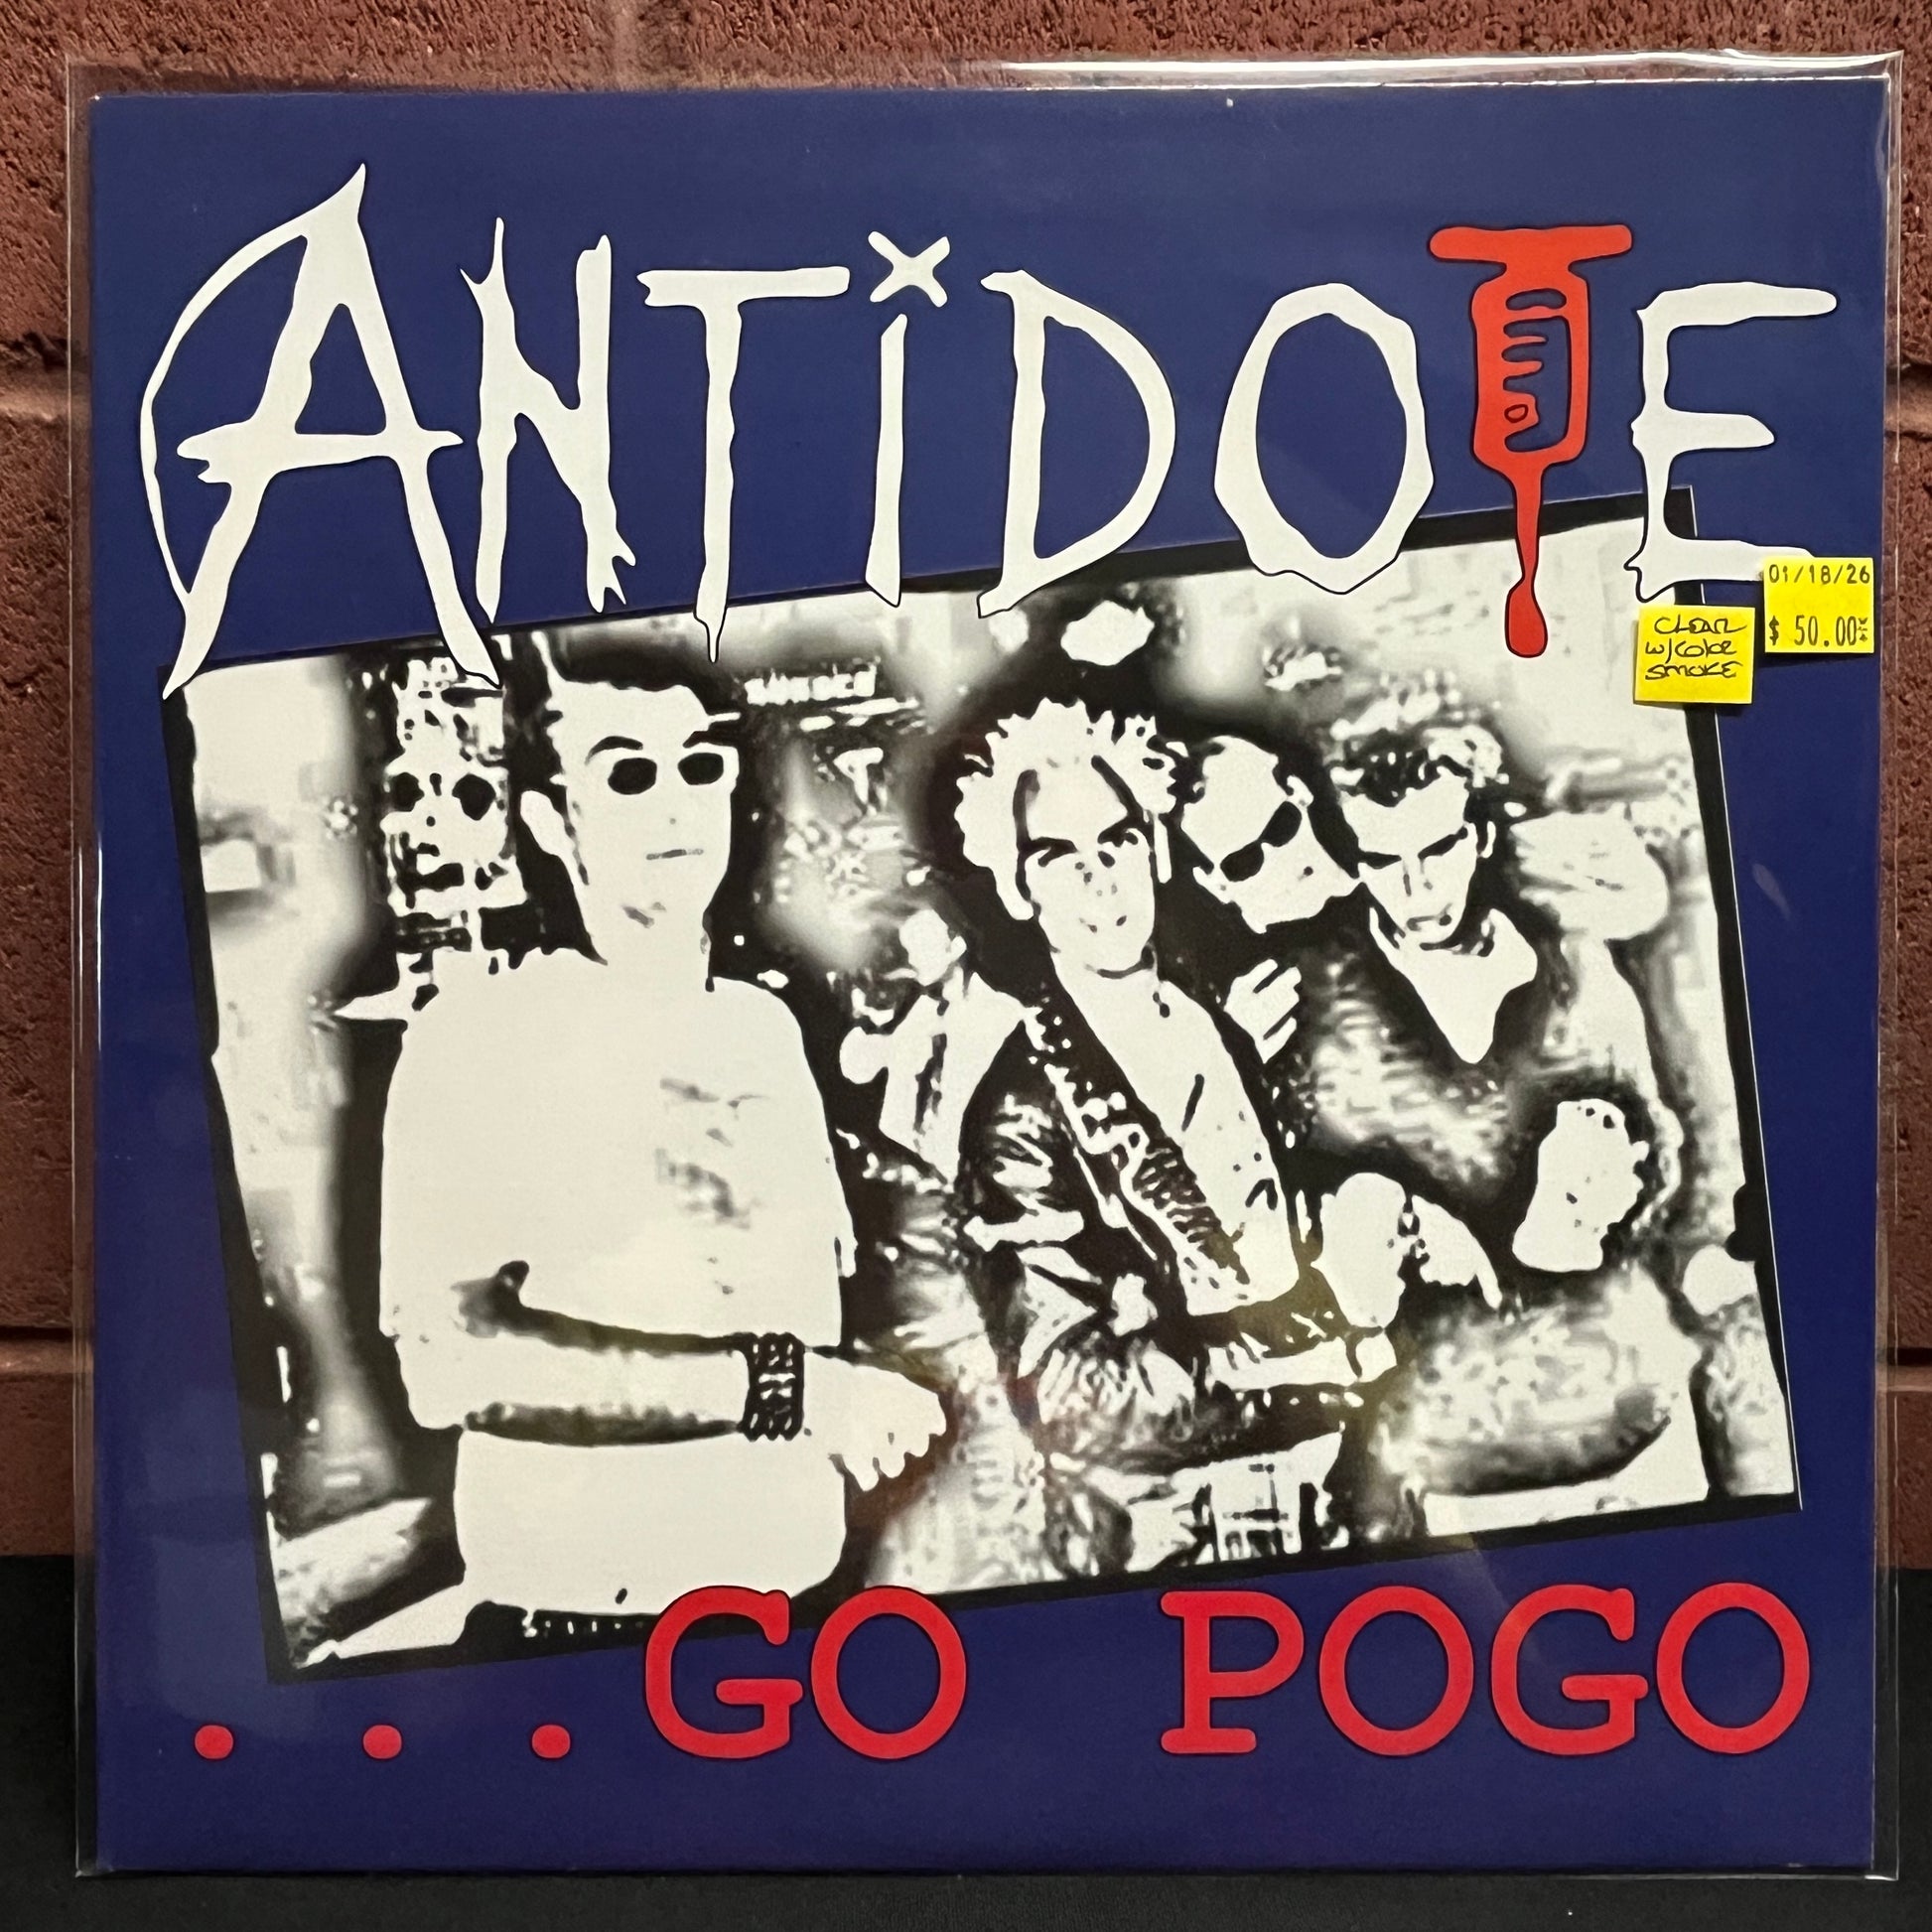 ANTiDOTE
01/18/26
$ 50.00
CLEAR
w/COLOR
SMOKE
...GO POGO